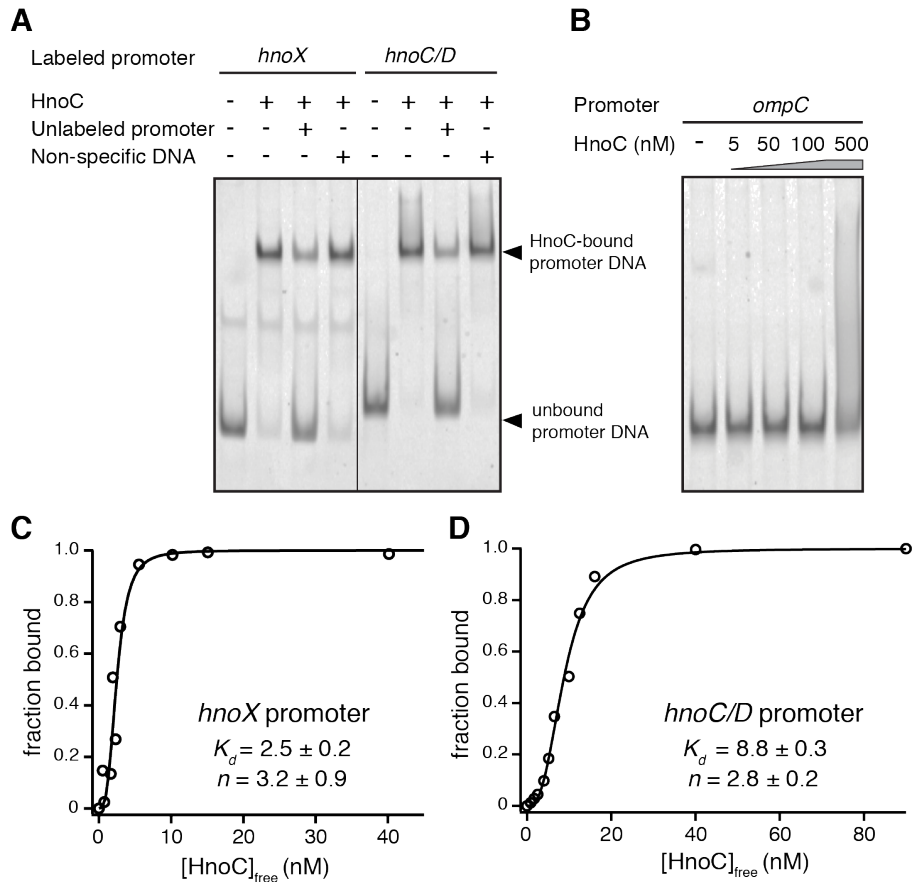 A
Labeled promoter hnoX hnoC/D
HnoC - + + + - + + +
Unlabeled promoter - - + - - - + -
Non-specific DNA - - - + - - - +
HnoC-bound
promoter DNA
unbound
promoter DNA
B
Promoter ompC
HnoC (nM) - 5 50 100 500
C
1.0
0.8
0.6
0.4
0.2
0
fraction bound
hnoX promoter
Kd = 2.5 ± 0.2
n = 3.2 ± 0.9
0 10 20 30 40
[HnoC]free (nM)
D
1.0
0.8
0.6
0.4
0.2
0
fraction bound
hnoC/D promoter
Kd = 8.8 ± 0.3
n = 2.8 ± 0.2
0 20 40 60 80
[HnoC]free (nM)